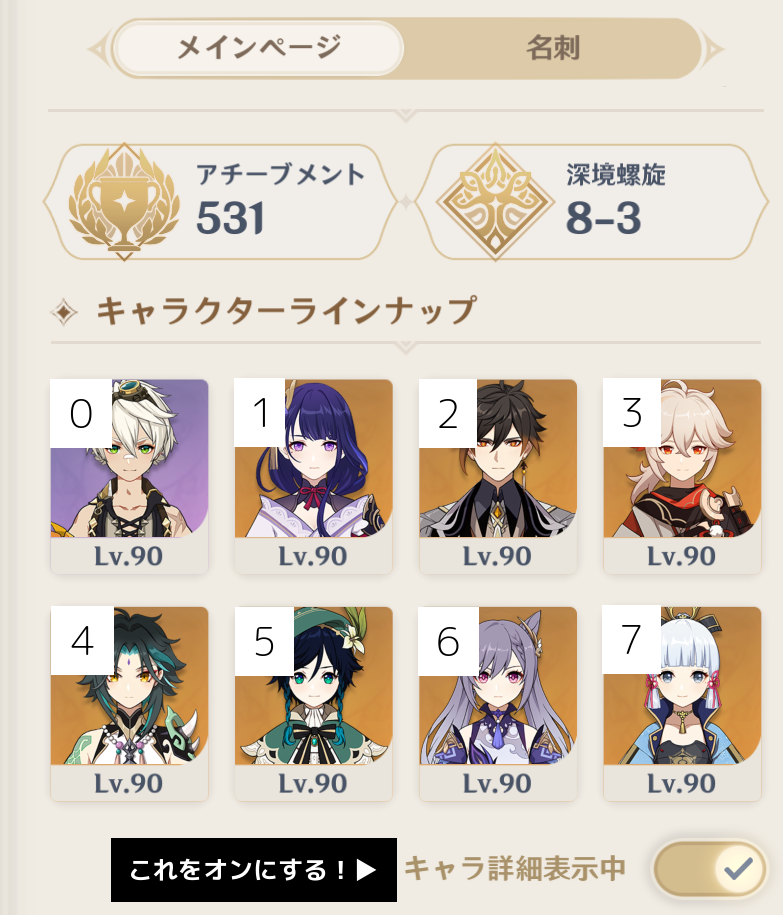 メインページ
名刺
アチーブメント
531
深境螺旋
8-3
キャラクターラインナップ
0
1
2
3
Lv.90
Lv.90
Lv.90
Lv.90
4
5
6
7
Lv.90
Lv.90
Lv.90
Lv.90
これをオンにする！▶
キャラ詳細表示中